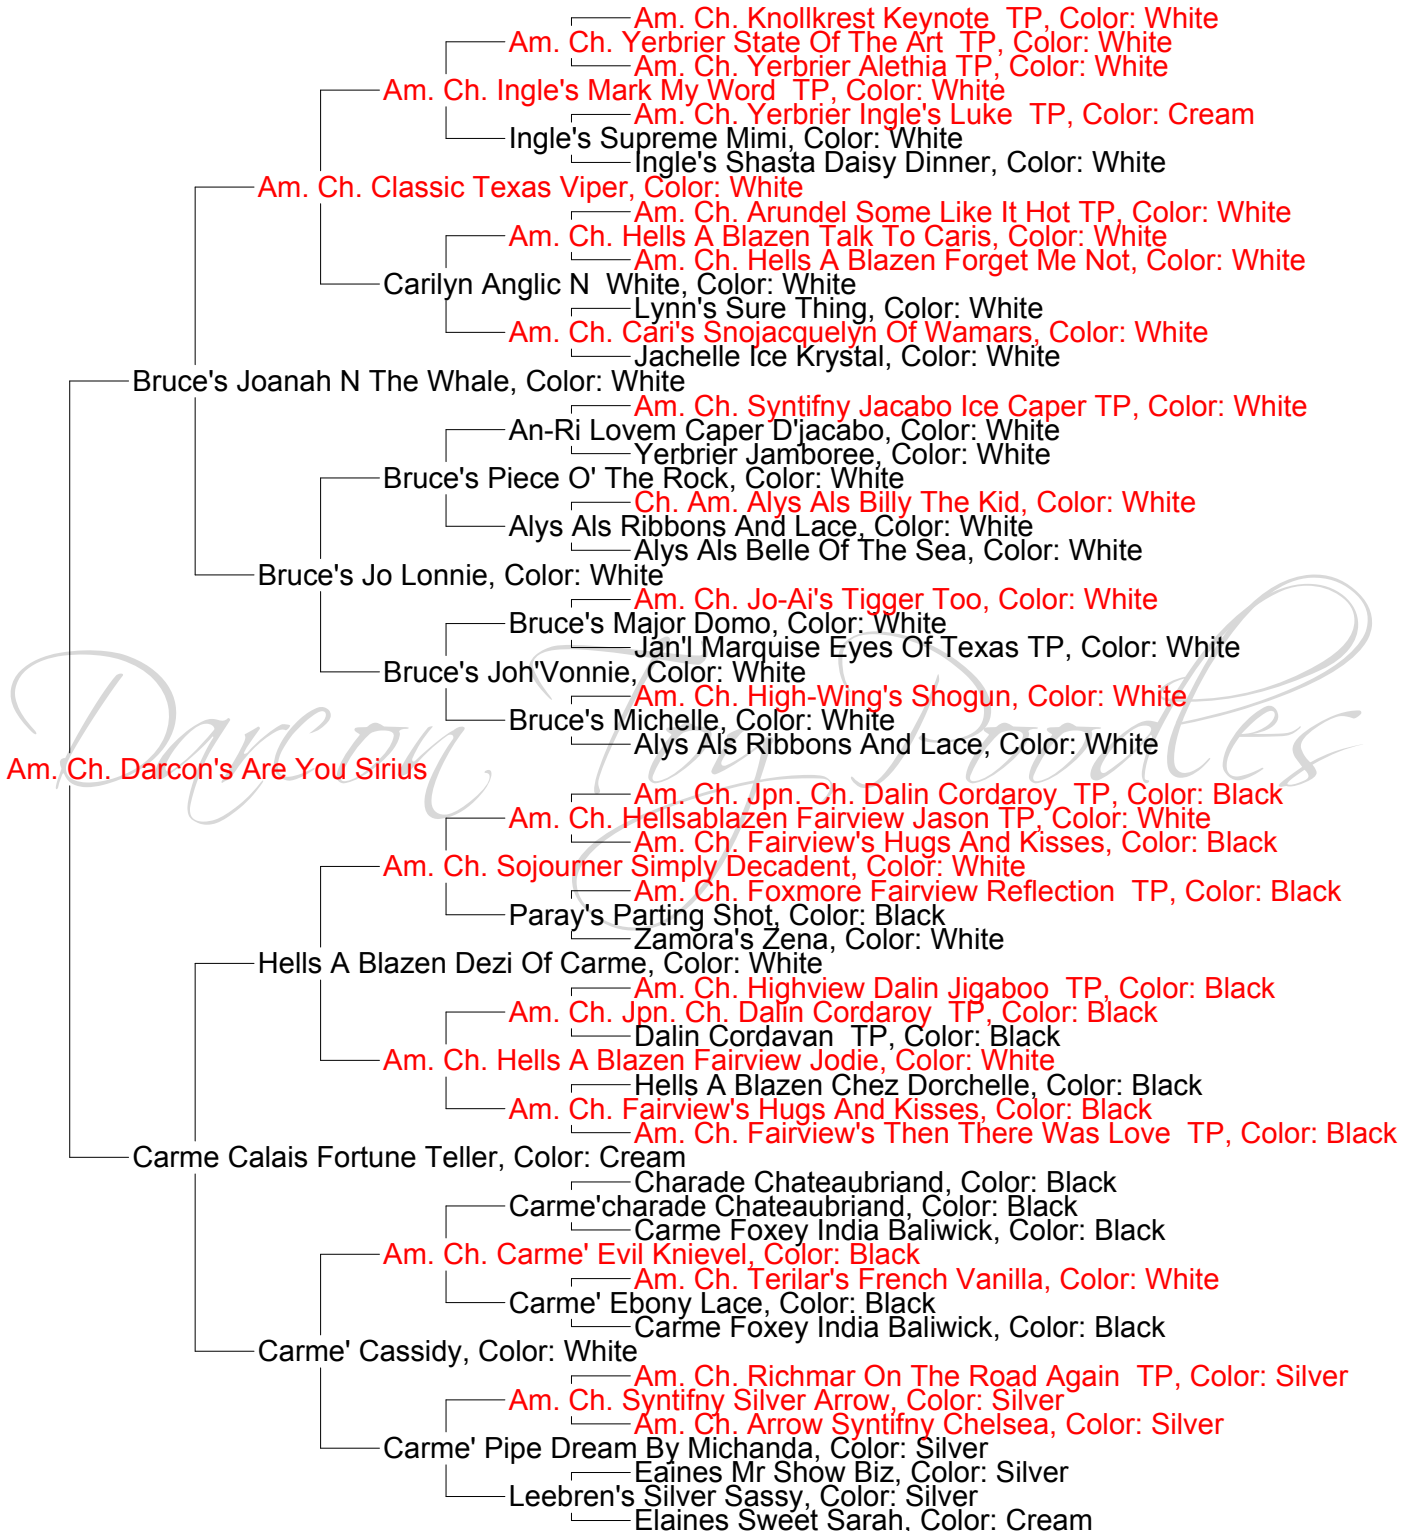 Am. Ch. Knollkrest Keynote  TP, Color: White
Am. Ch. Yerbrier State Of The Art  TP, Color: White
Am. Ch. Yerbrier Alethia TP, Color: White
Am. Ch. Ingle's Mark My Word  TP, Color: White
Am. Ch. Yerbrier Ingle's Luke  TP, Color: Cream
Ingle's Supreme Mimi, Color: White
Ingle's Shasta Daisy Dinner, Color: White
Am. Ch. Classic Texas Viper, Color: White
Am. Ch. Arundel Some Like It Hot TP, Color: White
Am. Ch. Hells A Blazen Talk To Caris, Color: White
Am. Ch. Hells A Blazen Forget Me Not, Color: White
Carilyn Anglic N  White, Color: White
Lynn's Sure Thing, Color: White
Am. Ch. Cari's Snojacquelyn Of Wamars, Color: White
Jachelle Ice Krystal, Color: White
Bruce's Joanah N The Whale, Color: White
Am. Ch. Syntifny Jacabo Ice Caper TP, Color: White
An-Ri Lovem Caper D'jacabo, Color: White
Yerbrier Jamboree, Color: White
Bruce's Piece O' The Rock, Color: White
Ch. Am. Alys Als Billy The Kid, Color: White
Alys Als Ribbons And Lace, Color: White
Alys Als Belle Of The Sea, Color: White
Bruce's Jo Lonnie, Color: White
Am. Ch. Jo-Ai's Tigger Too, Color: White
Bruce's Major Domo, Color: White
Jan'l Marquise Eyes Of Texas TP, Color: White
Bruce's Joh'Vonnie, Color: White
Am. Ch. High-Wing's Shogun, Color: White
Bruce's Michelle, Color: White
Alys Als Ribbons And Lace, Color: White
Darcon Toy Poodles
Am. Ch. Darcon's Are You Sirius
Am. Ch. Jpn. Ch. Dalin Cordaroy  TP, Color: Black
Am. Ch. Hellsablazen Fairview Jason TP, Color: White
Am. Ch. Fairview's Hugs And Kisses, Color: Black
Am. Ch. Sojourner Simply Decadent, Color: White
Am. Ch. Foxmore Fairview Reflection  TP, Color: Black
Paray's Parting Shot, Color: Black
Zamora's Zena, Color: White
Hells A Blazen Dezi Of Carme, Color: White
Am. Ch. Highview Dalin Jigaboo  TP, Color: Black
Am. Ch. Jpn. Ch. Dalin Cordaroy  TP, Color: Black
Dalin Cordavan  TP, Color: Black
Am. Ch. Hells A Blazen Fairview Jodie, Color: White
Hells A Blazen Chez Dorchelle, Color: Black
Am. Ch. Fairview's Hugs And Kisses, Color: Black
Am. Ch. Fairview's Then There Was Love  TP, Color: Black
Carme Calais Fortune Teller, Color: Cream
Charade Chateaubriand, Color: Black
Carme'charade Chateaubriand, Color: Black
Carme Foxey India Baliwick, Color: Black
Am. Ch. Carme' Evil Knievel, Color: Black
Am. Ch. Terilar's French Vanilla, Color: White
Carme' Ebony Lace, Color: Black
Carme Foxey India Baliwick, Color: Black
Carme' Cassidy, Color: White
Am. Ch. Richmar On The Road Again  TP, Color: Silver
Am. Ch. Syntifny Silver Arrow, Color: Silver
Am. Ch. Arrow Syntifny Chelsea, Color: Silver
Carme' Pipe Dream By Michanda, Color: Silver
Eaines Mr Show Biz, Color: Silver
Leebren's Silver Sassy, Color: Silver
Elaines Sweet Sarah, Color: Cream